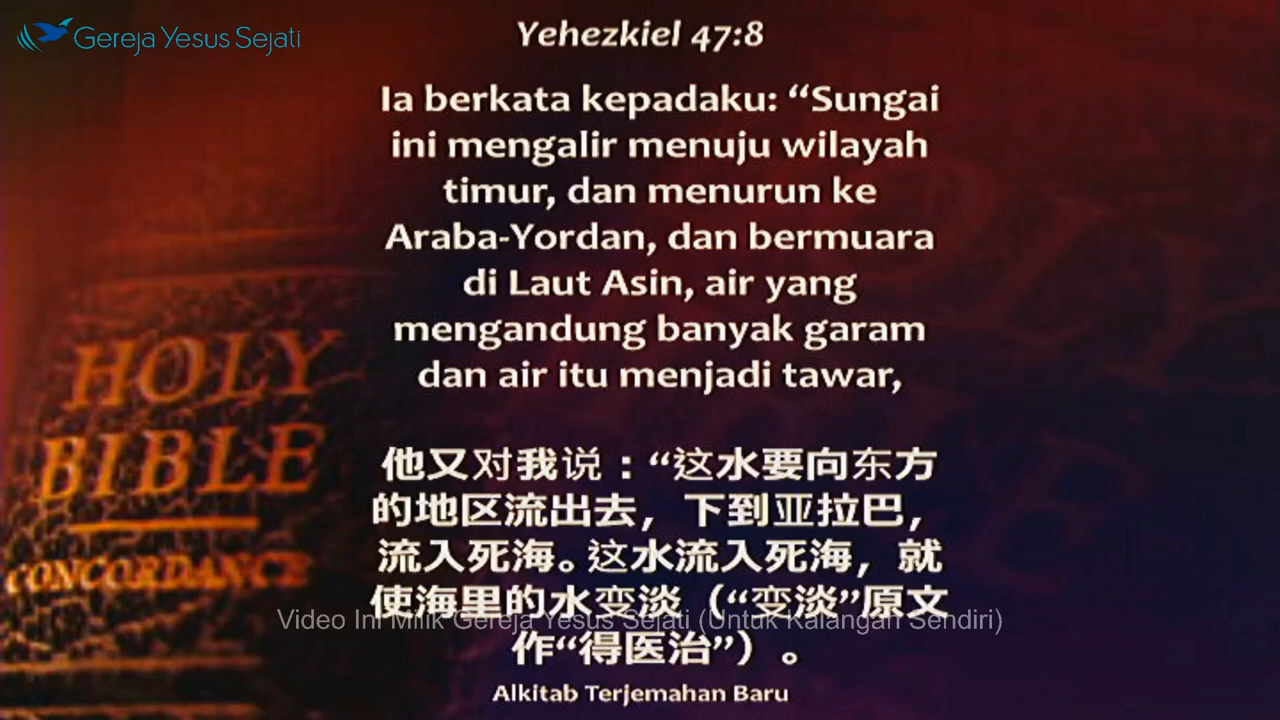 Gereja Yesus Sejati
Yehezkiel 47:8
Ia berkata kepadaku: “Sungai
ini mengalir menuju wilayah
timur, dan menurun ke
Araba-Yordan, dan bermuara
di Laut Asin, air yang
mengandung banyak garam
dan air itu menjadi tawar,
HOLY
BIBLE
CONCORDANCE
他又对我说：“这水要向东方
的地区流出去，下到亚拉巴，
流入死海。这水流入死海，就
使海里的水变淡（“变淡”原文
作“得医治”）。
Video Ini Milik Gereja Yesus Sejati (Untuk Kalangan Sendiri)
Alkitab Terjemahan Baru